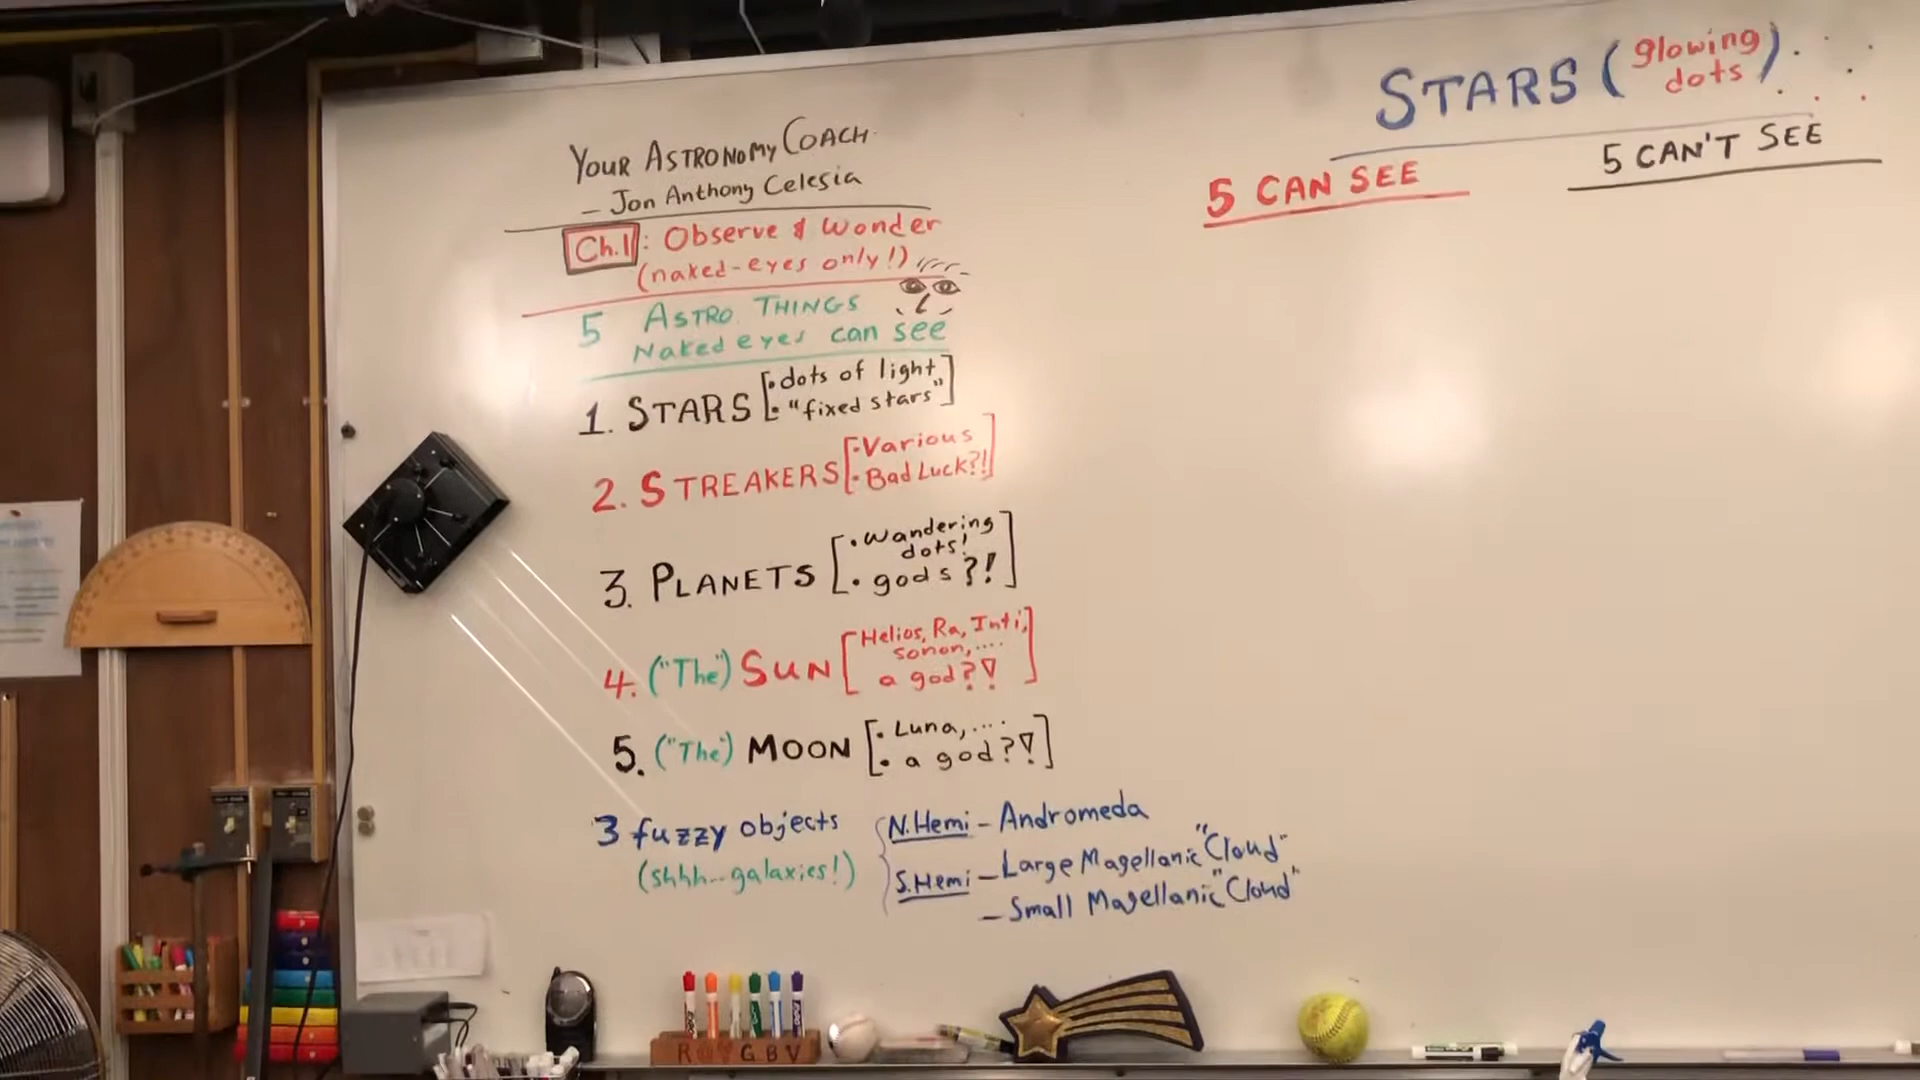 YOUR ASTRONOMY COACH
– Jon Anthony Celesia
Ch.1: Observe & Wonder
(naked-eyes only!)
5 ASTRO. THINGS
Naked eyes can see
1. STARS [• dots of light
• "fixed stars"]
2. STREAKERS [• Various
• Bad Luck?!]
3. PLANETS [• Wandering
dots!
• gods?!]
4. ("The") SUN [Helios, Ra, Inti,
sonon, ....
a god?!]
5. ("The") MOON [• Luna, ...
• a god?!]
3 fuzzy objects
(shhh... galaxies!)
N.Hemi – Andromeda
S.Hemi – Large Magellanic "Cloud"
– Small Magellanic "Cloud"
STARS (glowing
dots)
5 CAN SEE
5 CAN'T SEE
R O Y G B V